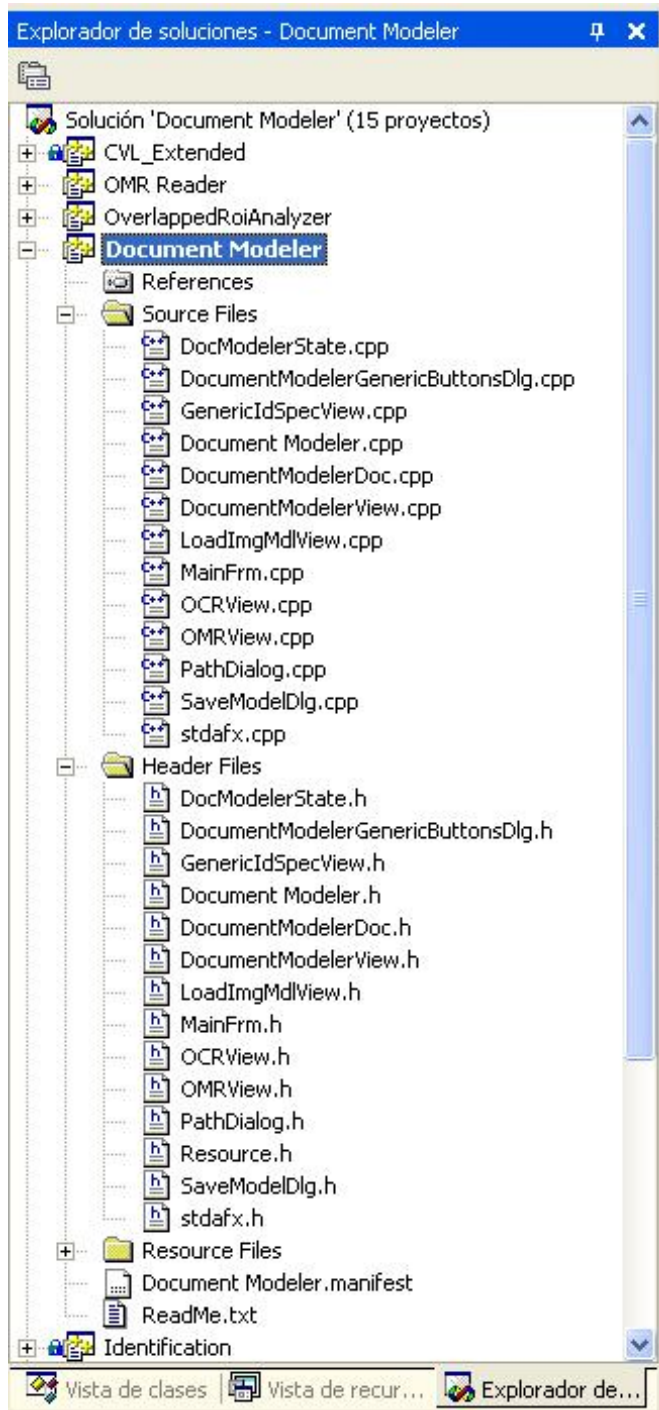 Explorador de soluciones - Document Modeler
Solución 'Document Modeler' (15 proyectos)
CVL_Extended
OMR Reader
OverlappedRoiAnalyzer
Document Modeler
References
Source Files
DocModelerState.cpp
DocumentModelerGenericButtonsDlg.cpp
GenericIdSpecView.cpp
Document Modeler.cpp
DocumentModelerDoc.cpp
DocumentModelerView.cpp
LoadImgMdlView.cpp
MainFrm.cpp
OCRView.cpp
OMRView.cpp
PathDialog.cpp
SaveModelDlg.cpp
stdafx.cpp
Header Files
DocModelerState.h
DocumentModelerGenericButtonsDlg.h
GenericIdSpecView.h
Document Modeler.h
DocumentModelerDoc.h
DocumentModelerView.h
LoadImgMdlView.h
MainFrm.h
OCRView.h
OMRView.h
PathDialog.h
Resource.h
SaveModelDlg.h
stdafx.h
Resource Files
Document Modeler.manifest
ReadMe.txt
Identification
Vista de clases Vista de recur... Explorador de...